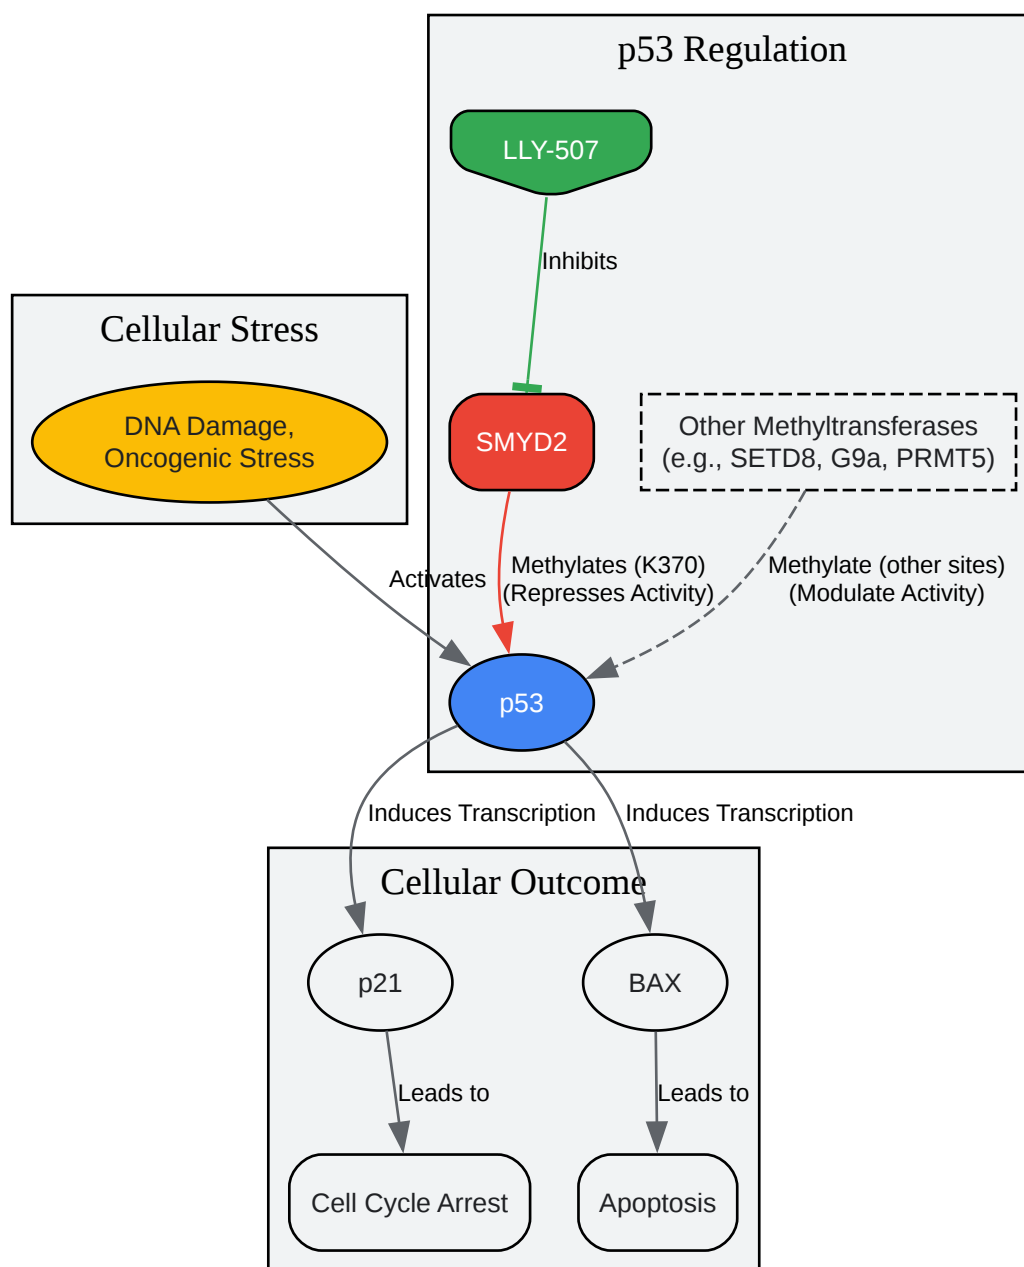 p53 Regulation
LLY-507
Inhibits
Cellular Stress
DNA Damage,
Oncogenic Stress
SMYD2
Other Methyltransferases
(e.g., SETD8, G9a, PRMT5)
Activates
Methylates (K370)
(Represses Activity)
Methylate (other sites)
(Modulate Activity)
p53
Induces Transcription
Induces Transcription
Cellular Outcome
p21
BAX
Leads to
Leads to
Cell Cycle Arrest
Apoptosis